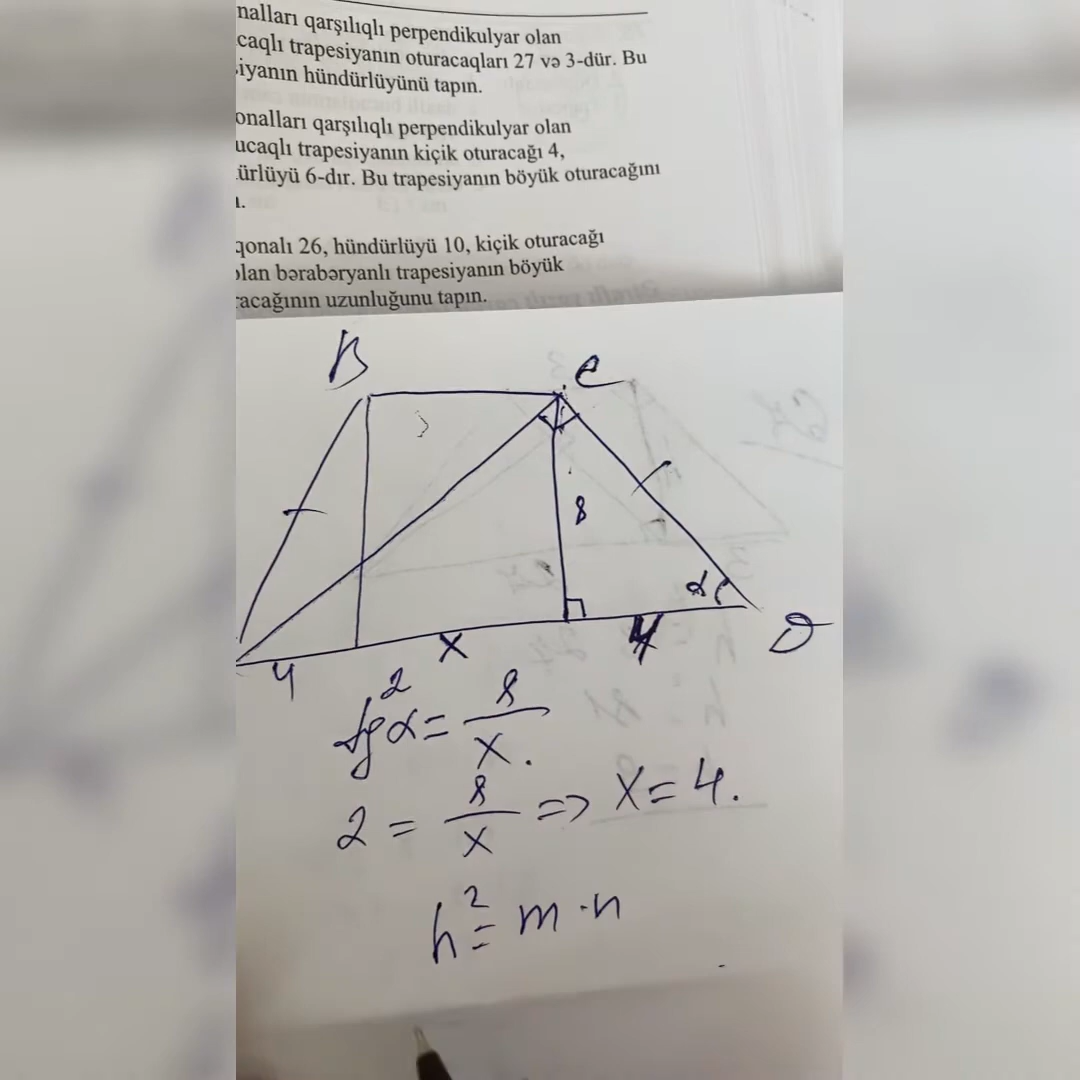 nalları qarşılıqlı perpendikulyar olan
caqlı trapesiyanın oturacaqları 27 və 3-dür. Bu
iyanın hündürlüyünü tapın.
onalları qarşılıqlı perpendikulyar olan
ucaqlı trapesiyanın kiçik oturacağı 4,
ürlüyü 6-dır. Bu trapesiyanın böyük oturacağını
qonalı 26, hündürlüyü 10, kiçik oturacağı
olan bərabəryanlı trapesiyanın böyük
racağının uzunluğunu tapın.
B C
8
α
4 x D
2
tgα = 8/x.
2 = 8/x => x = 4.
h² = m·n